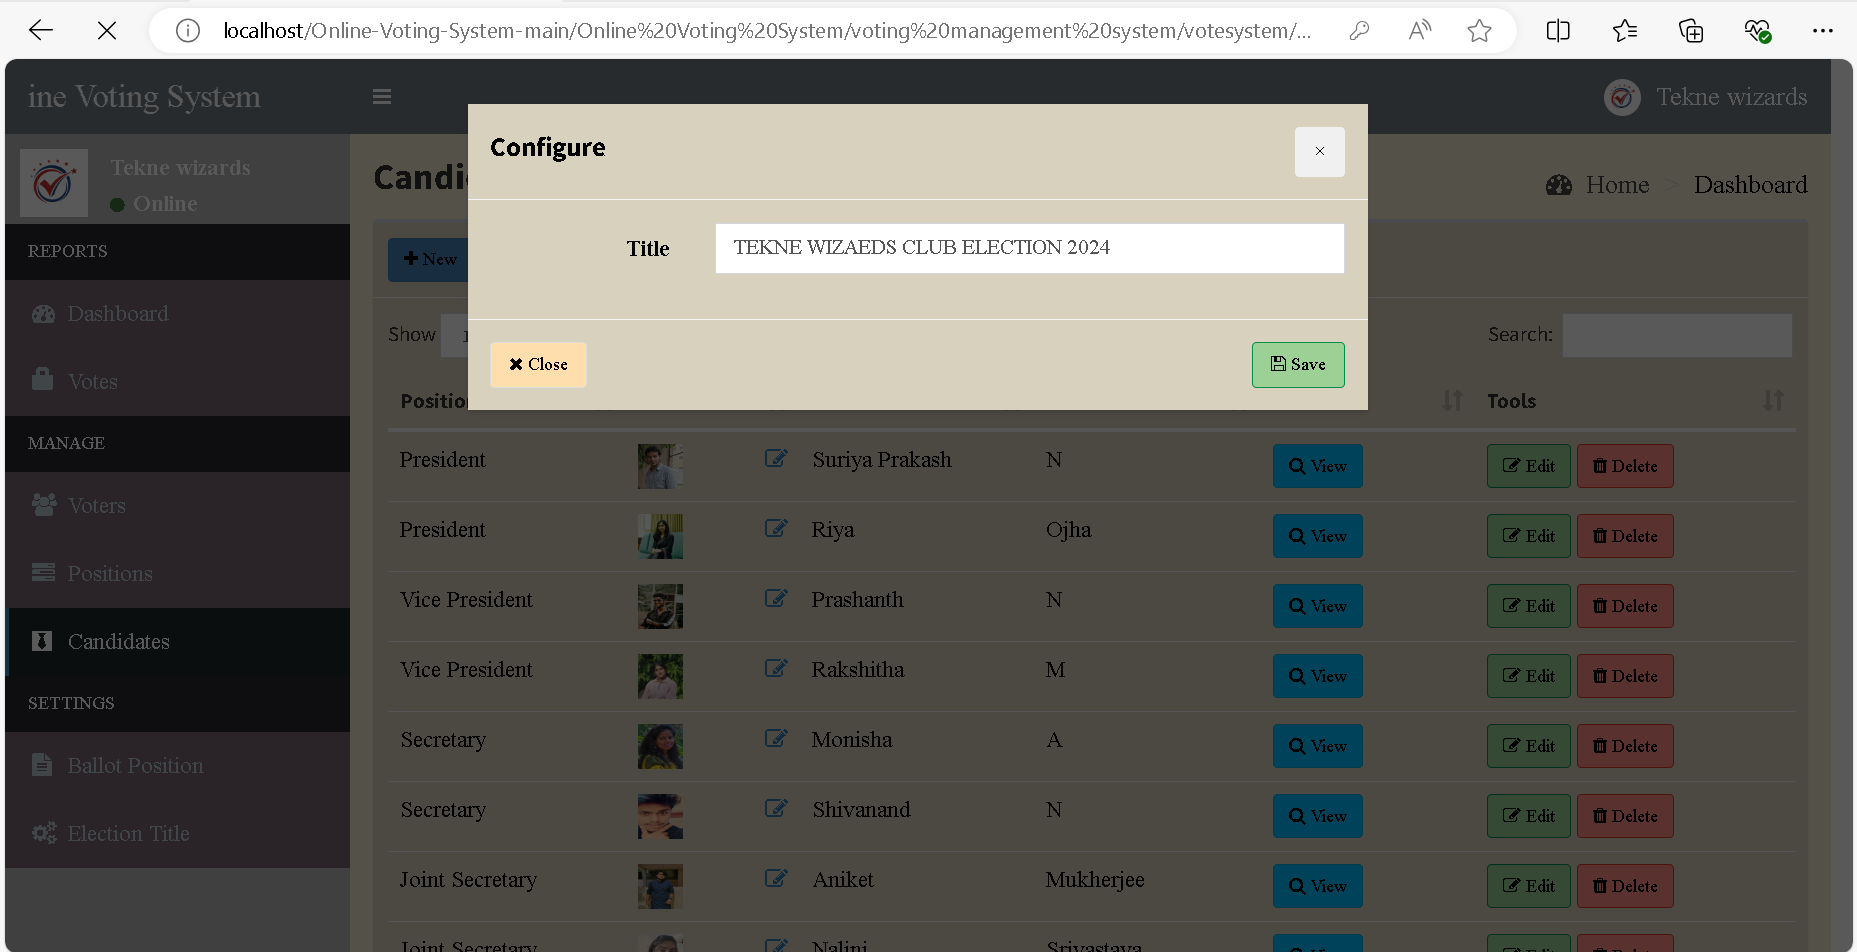 localhost/Online-Voting-System-main/Online%20Voting%20System/voting%20management%20system/votesystem/...
ine Voting System
Tekne wizards
Tekne wizards
Online
REPORTS
Dashboard
Votes
MANAGE
Voters
Positions
Candidates
SETTINGS
Ballot Position
Election Title
Home > Dashboard
New
Show
Search:
Configure
×
Title TEKNE WIZAEDS CLUB ELECTION 2024
Close Save
Tools
President Suriya Prakash N View Edit Delete
President Riya Ojha View Edit Delete
Vice President Prashanth N View Edit Delete
Vice President Rakshitha M View Edit Delete
Secretary Monisha A View Edit Delete
Secretary Shivanand N View Edit Delete
Joint Secretary Aniket Mukherjee View Edit Delete
Joint Secretary Nalini Srivastava View Edit Delete